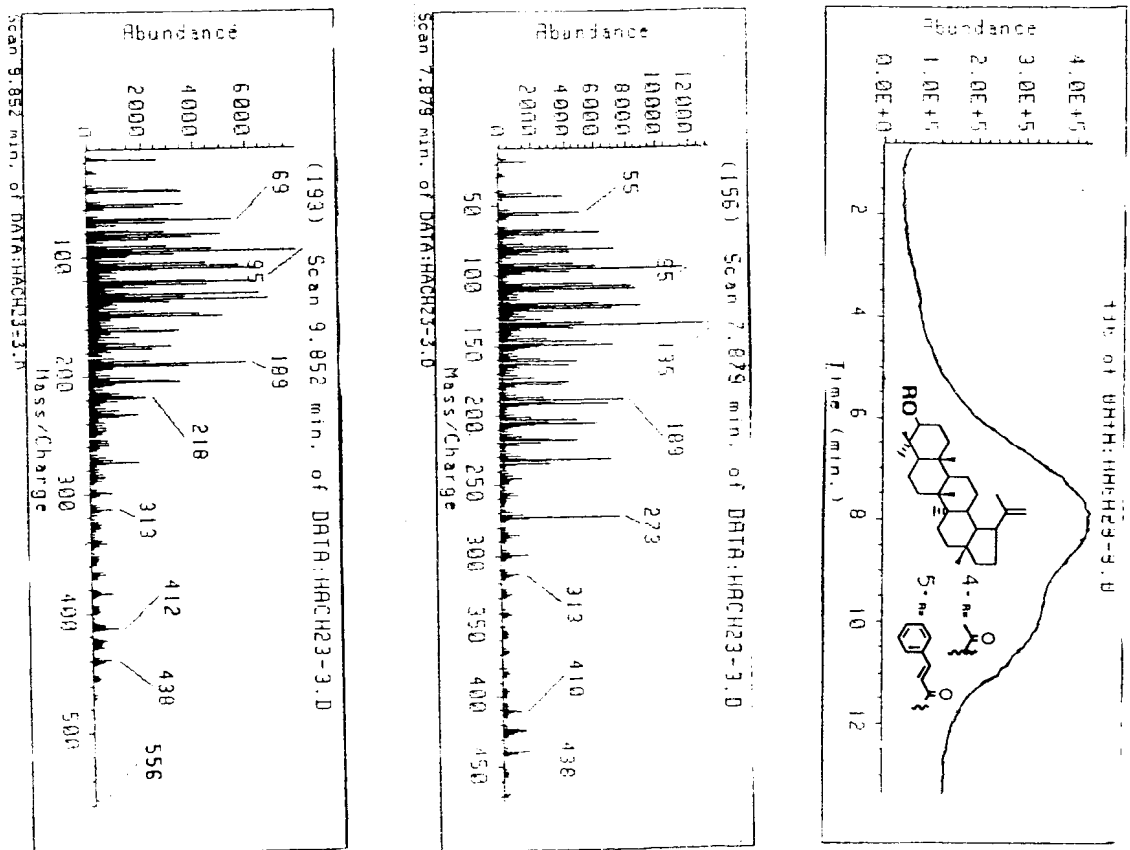 TIC of DATA:HACH23-3.D
Abundance
4.0E+5
3.0E+5
2.0E+5
1.0E+5
0.0E+0
2
4
6
8
10
12
Time (min.)
RO
4- R=
O
5- R=
O
(156) Scan 7.879 min. of DATA:HACH23-3.D
Abundance
12000
10000
8000
6000
4000
2000
0
55
95
135
189
273
313
410
438
50
100
150
200
250
300
350
400
450
Mass/Charge
Scan 7.879 min. of DATA:HACH23-3.D
(193) Scan 9.852 min. of DATA:HACH23-3.D
Abundance
6000
4000
2000
0
69
95
189
218
313
412
438
556
100
200
300
400
500
Mass/Charge
Scan 9.852 min. of DATA:HACH23-3.D